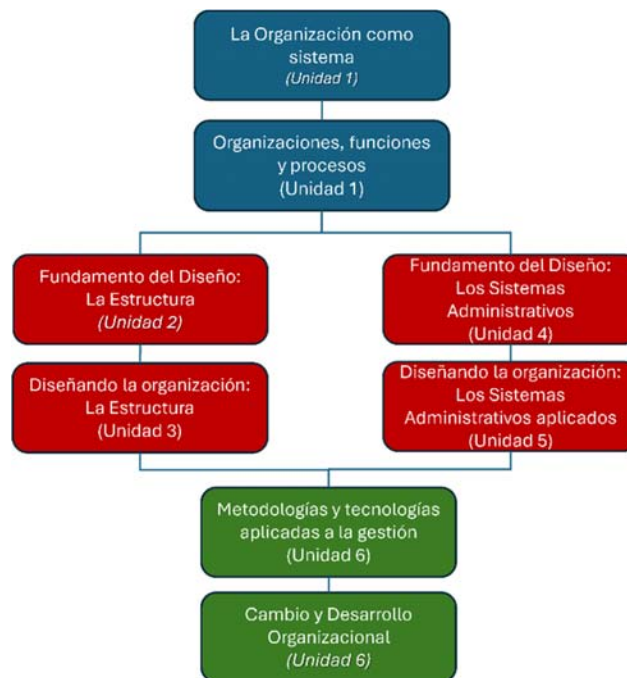 La Organización como
sistema
(Unidad 1)
Organizaciones, funciones
y procesos
(Unidad 1)
Fundamento del Diseño:
La Estructura
(Unidad 2)
Fundamento del Diseño:
Los Sistemas
Administrativos
(Unidad 4)
Diseñando la organización:
La Estructura
(Unidad 3)
Diseñando la organización:
Los Sistemas
Administrativos aplicados
(Unidad 5)
Metodologías y tecnologías
aplicadas a la gestión
(Unidad 6)
Cambio y Desarrollo
Organizacional
(Unidad 6)